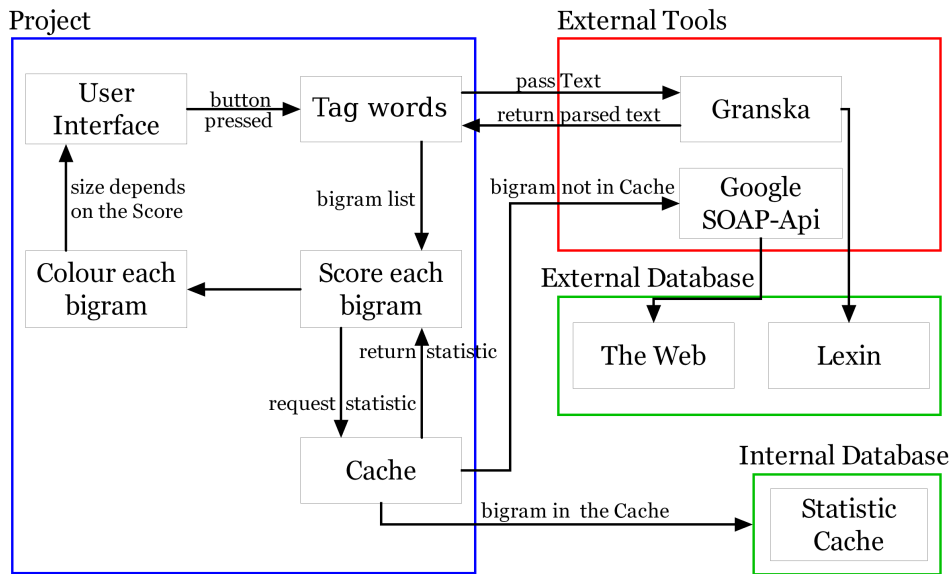 Project
External Tools
User
Interface
button
pressed
Tag words
pass Text
return parsed text
Granska
size depends
on the Score
bigram list
bigram not in Cache
Google
SOAP-Api
Colour each
bigram
Score each
bigram
External Database
The Web
Lexin
return statistic
request statistic
Cache
Internal Database
bigram in the Cache
Statistic
Cache